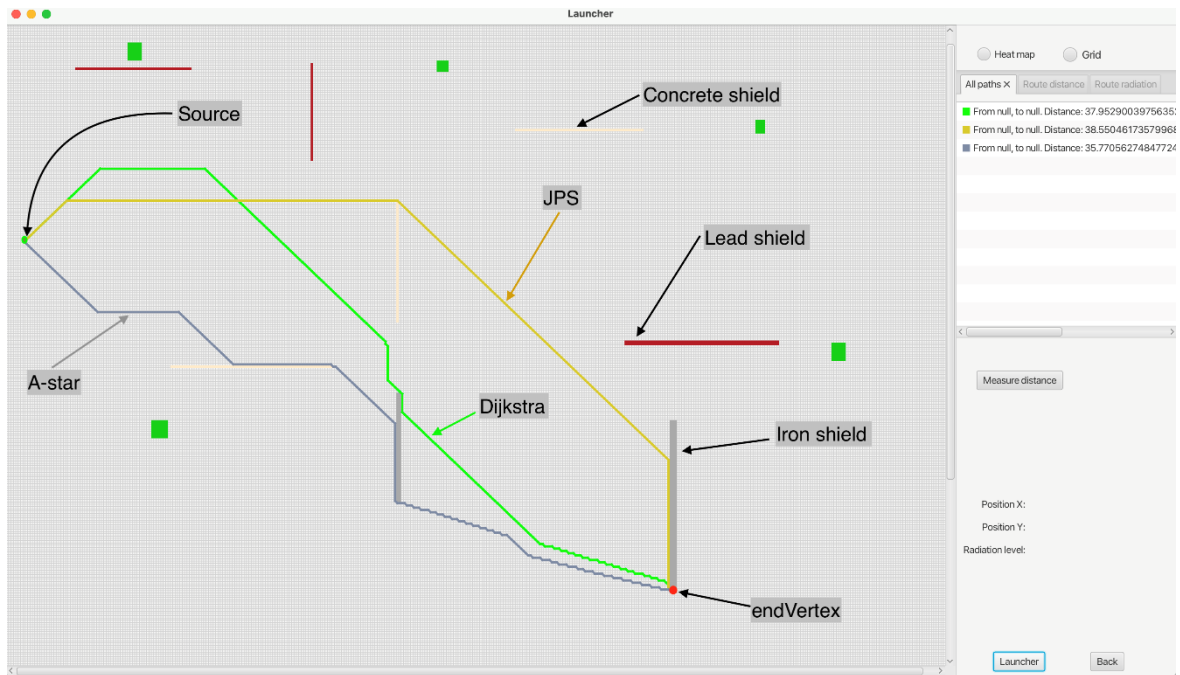 Launcher
Heat map
Grid
All paths X
Route distance
Route radiation
From null, to null. Distance: 37.9529003975635
From null, to null. Distance: 38.55046173579968
From null, to null. Distance: 35.77056274847724
Source
Concrete shield
JPS
Lead shield
A-star
Dijkstra
Iron shield
endVertex
Measure distance
Position X:
Position Y:
Radiation level:
Launcher
Back